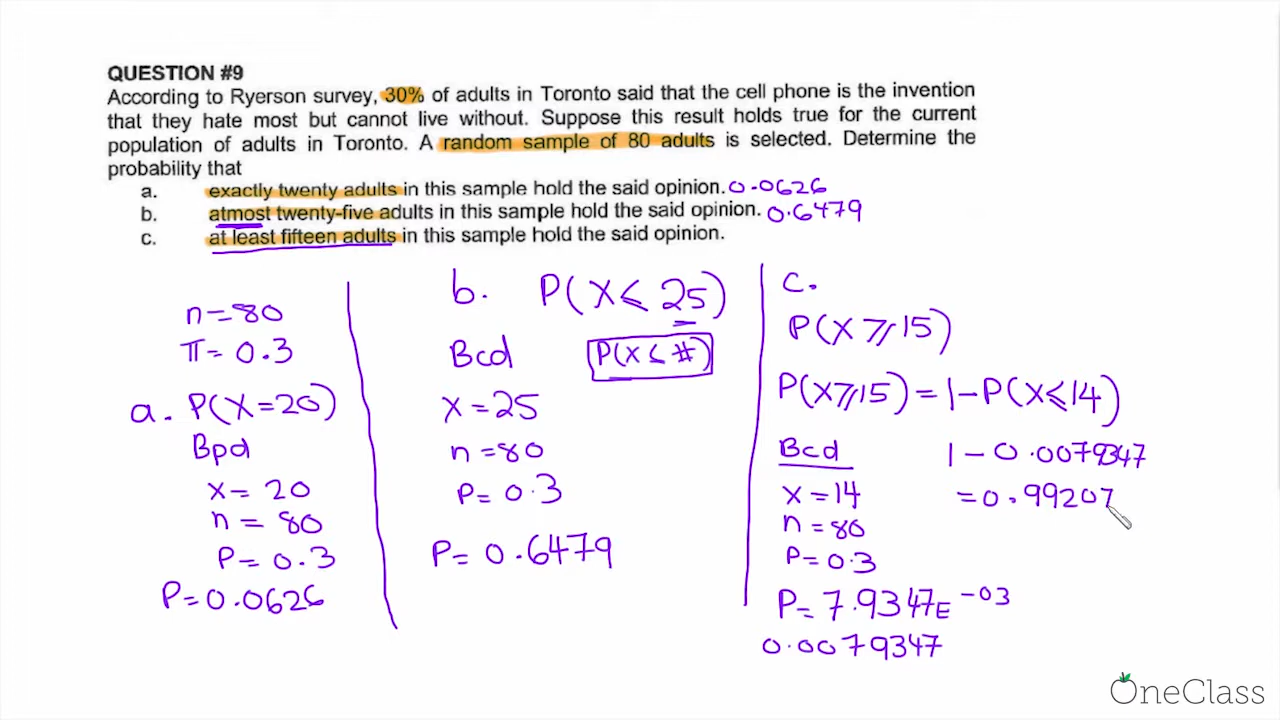 QUESTION #9
According to Ryerson survey, 30% of adults in Toronto said that the cell phone is the invention
that they hate most but cannot live without. Suppose this result holds true for the current
population of adults in Toronto. A random sample of 80 adults is selected. Determine the
probability that
a. exactly twenty adults in this sample hold the said opinion. 0.0626
b. atmost twenty-five adults in this sample hold the said opinion. 0.6479
c. at least fifteen adults in this sample hold the said opinion.
n=80
π=0.3
a. P(X=20)
Bpd
x=20
n=80
P=0.3
P=0.0626
b. P(X≤25)
Bcd P(X≤#)
x=25
n=80
P=0.3
P=0.6479
c.
P(X≥15)
P(X≥15)=1-P(X≤14)
Bcd 1-0.0079347
x=14 =0.99207
n=80
P=0.3
P=7.9347E-03
0.0079347
OneClass